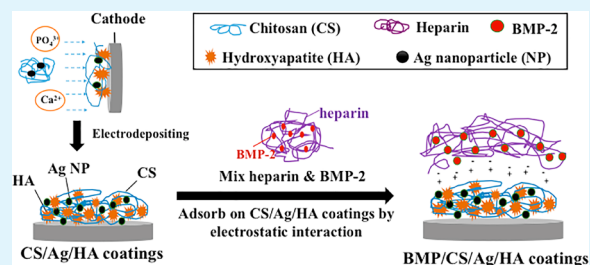 Cathode
PO₄³⁺
Ca²⁺
Electrodepositing
Chitosan (CS)
Heparin
BMP-2
Hydroxyapatite (HA)
Ag nanoparticle (NP)
HA
Ag NP
CS
CS/Ag/HA coatings
heparin
BMP-2
Mix heparin & BMP-2
Adsorb on CS/Ag/HA coatings by
electrostatic interaction
BMP/CS/Ag/HA coatings